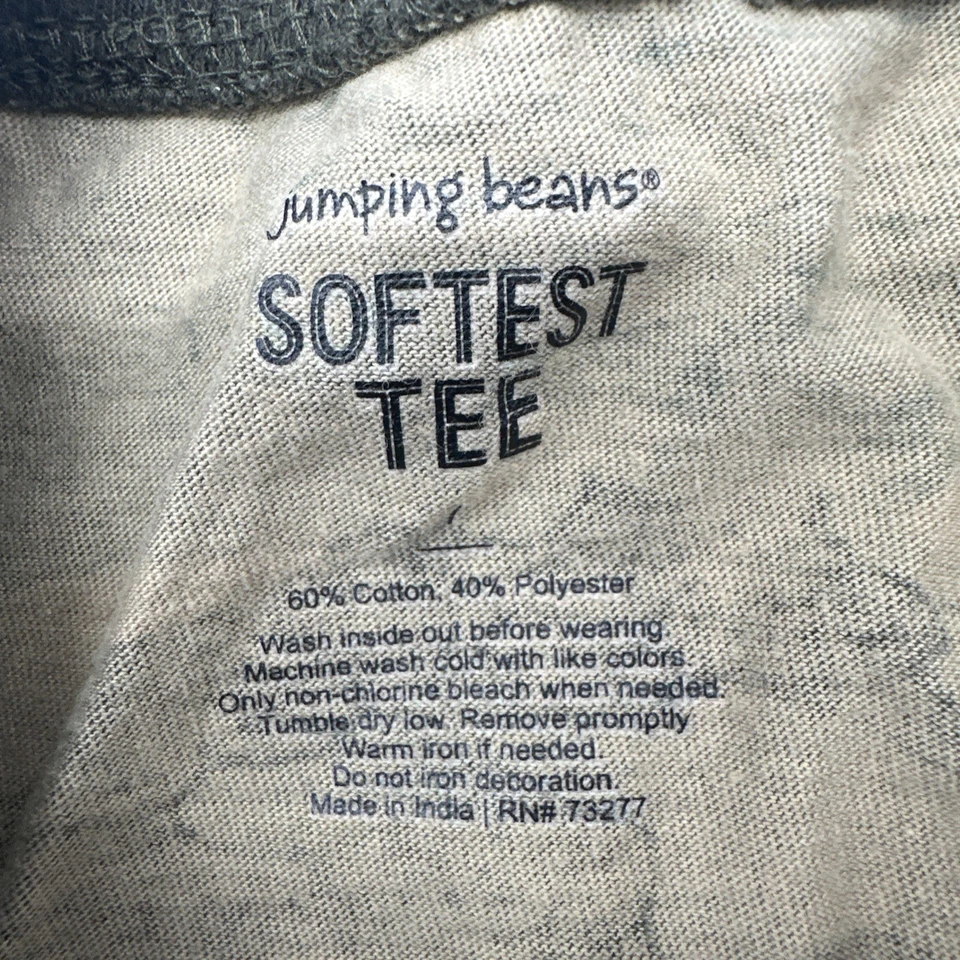 jumping beans®
SOFTEST
TEE
60% Cotton, 40% Polyester
Wash inside out before wearing.
Machine wash cold with like colors.
Only non-chlorine bleach when needed.
Tumble dry low. Remove promptly
Warm iron if needed.
Do not iron decoration.
Made in India | RN# 73277